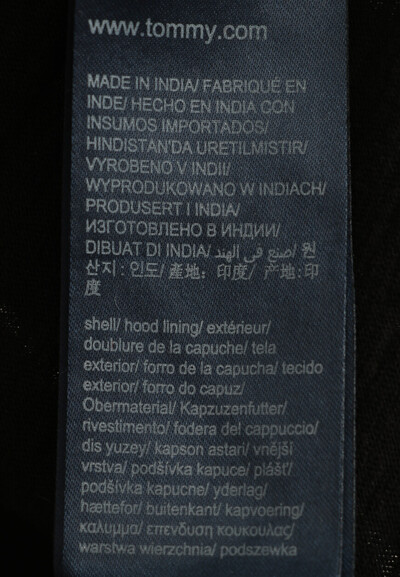 www.tommy.com
MADE IN INDIA/ FABRIQUÉ EN
INDE/ HECHO EN INDIA CON
INSUMOS IMPORTADOS/
HINDISTAN'DA URETILMISTIR/
VYROBENO V INDII/
WYPRODUKOWANO W INDIACH/
PRODUSERT I INDIA/
ИЗГОТОВЛЕНО В ИНДИИ/
DIBUAT DI INDIA/ صنع في الهند/ 원
산지 : 인도/ 產地: 印度/ 产地:印
度
shell/ hood lining/ extérieur/
doublure de la capuche/ tela
exterior/ forro de la capucha/ tecido
exterior/ forro do capuz/
Obermaterial/ Kapzuzenfutter/
rivestimento/ fodera del cappuccio/
dis yuzey/ kapson astari/ vnější
vrstva/ podšívka kapuce/ plášť/
podšívka kapucne/ yderlag/
hættefor/ buitenkant/ kapvoering/
καλυμμα/ επενδυση κουκουλας/
warstwa wierzchnia/ podszewka